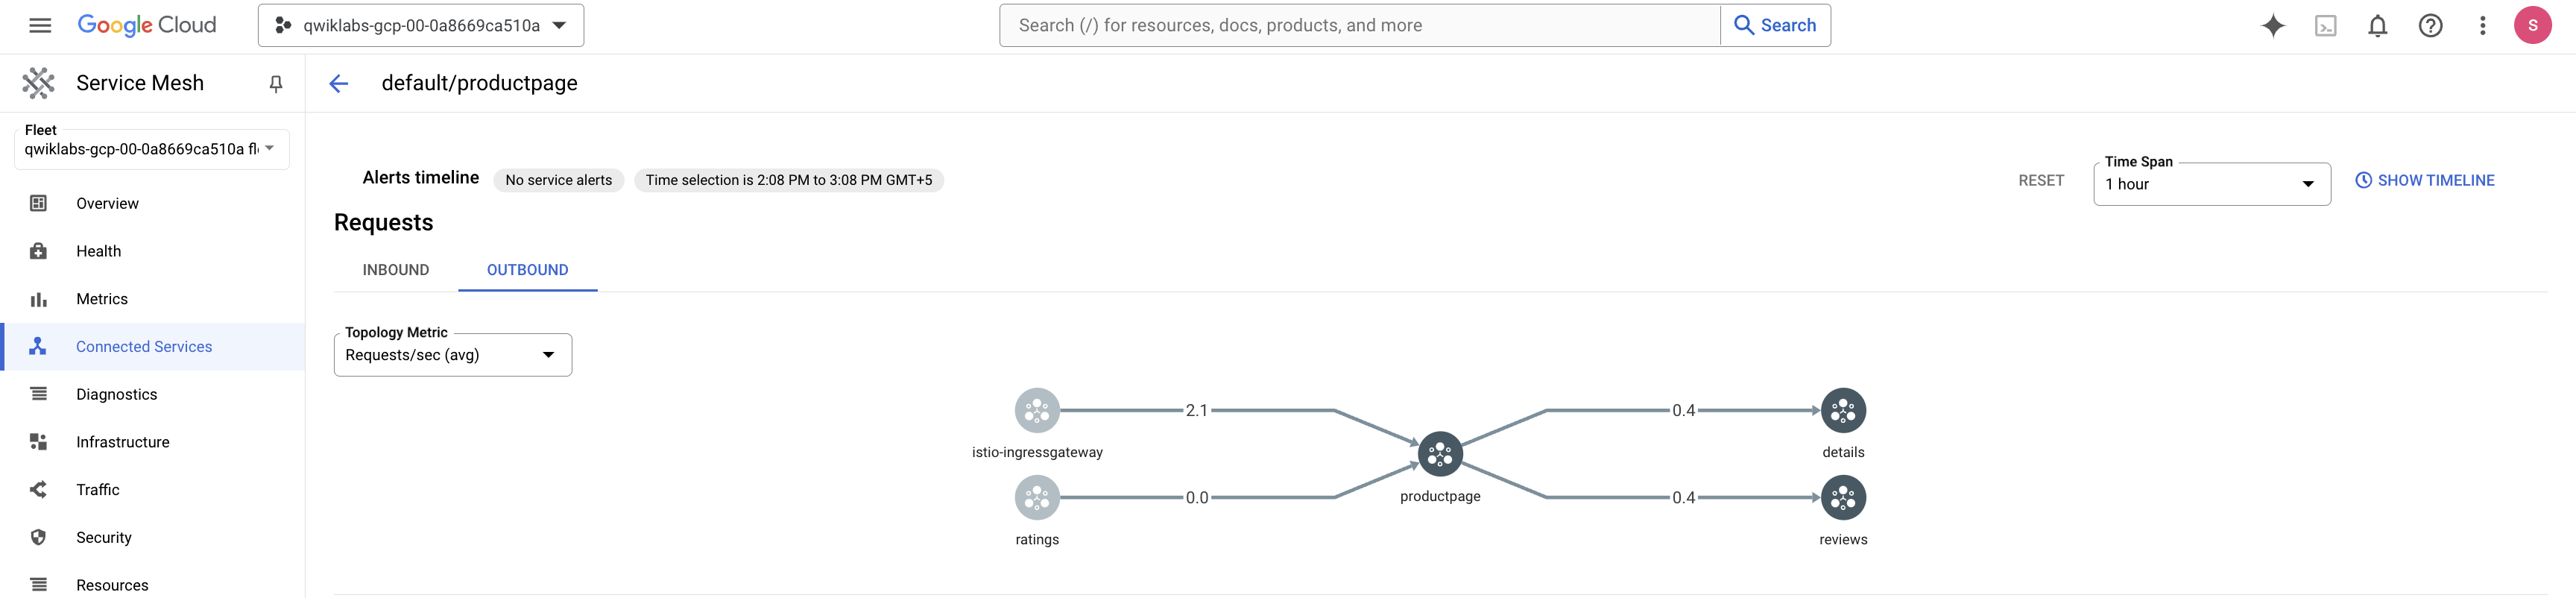 Google Cloud
qwiklabs-gcp-00-0a8669ca510a
Search (/) for resources, docs, products, and more
Search
S
Service Mesh
default/productpage
Fleet
qwiklabs-gcp-00-0a8669ca510a fl
Alerts timeline
No service alerts
Time selection is 2:08 PM to 3:08 PM GMT+5
RESET
Time Span
1 hour
SHOW TIMELINE
Overview
Health
Metrics
Connected Services
Diagnostics
Infrastructure
Traffic
Security
Resources
Requests
INBOUND
OUTBOUND
Topology Metric
Requests/sec (avg)
2.1
0.4
istio-ingressgateway
details
0.0
productpage
0.4
ratings
reviews